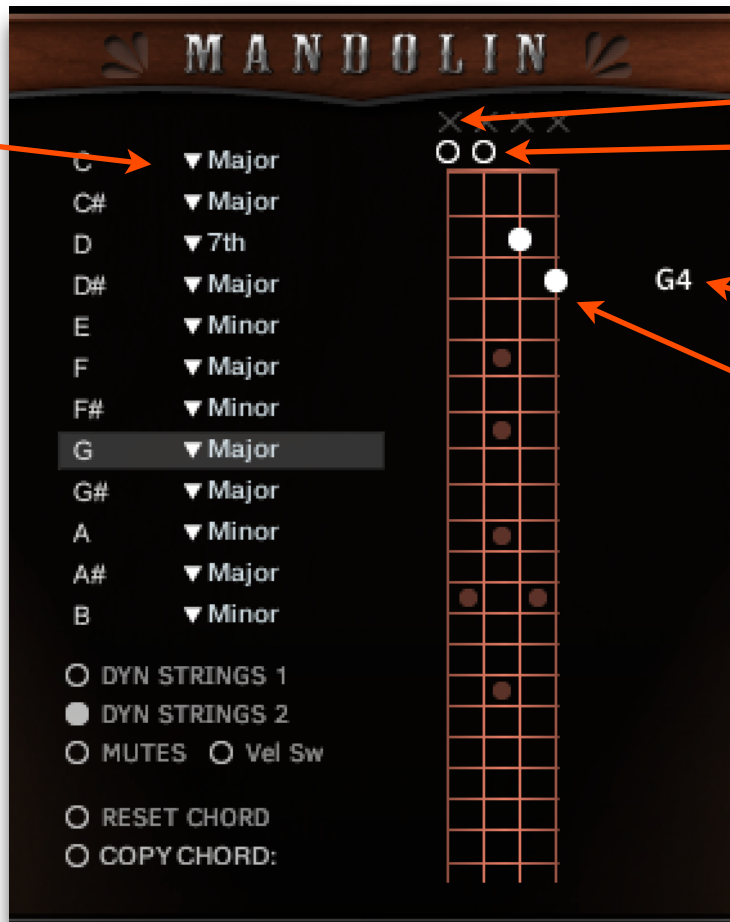 MANDOLIN
C ▼ Major
C# ▼ Major
D ▼ 7th
D# ▼ Major
G4
E ▼ Minor
F ▼ Major
F# ▼ Minor
G ▼ Major
G# ▼ Major
A ▼ Minor
A# ▼ Major
B ▼ Minor
DYN STRINGS 1
DYN STRINGS 2
MUTES Vel Sw
RESET CHORD
COPY CHORD: